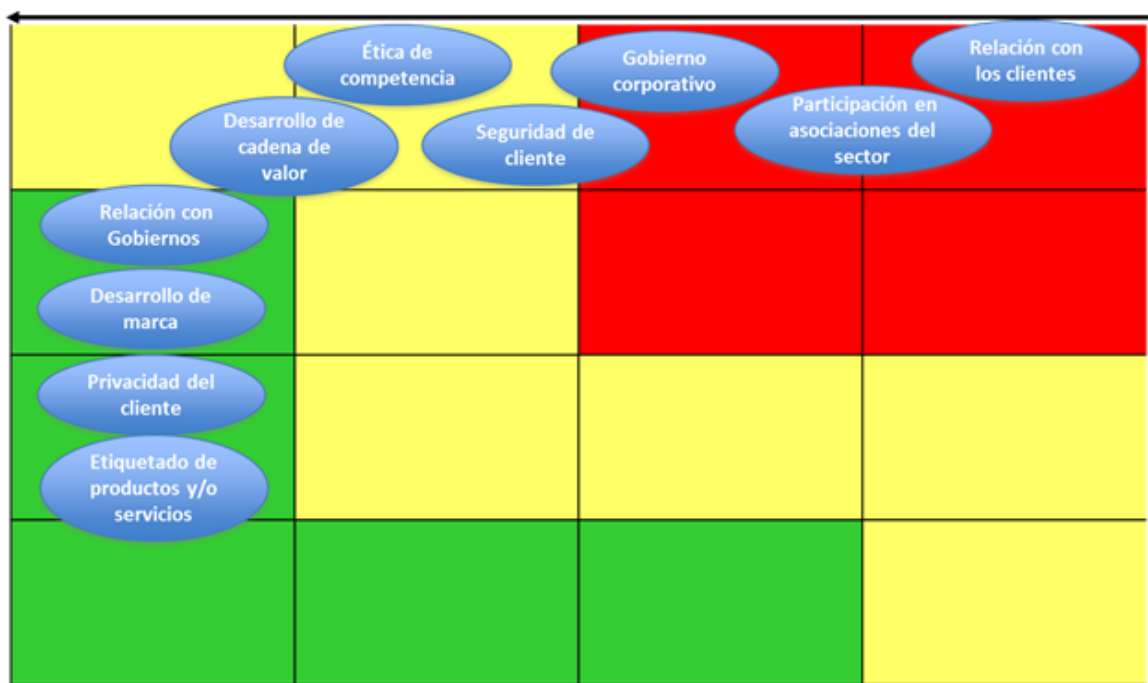 Ética de
competencia
Gobierno
corporativo
Relación con
los clientes
Desarrollo de
cadena de
valor
Seguridad de
cliente
Participación en
asociaciones del
sector
Relación con
Gobiernos
Desarrollo de
marca
Privacidad del
cliente
Etiquetado de
productos y/o
servicios